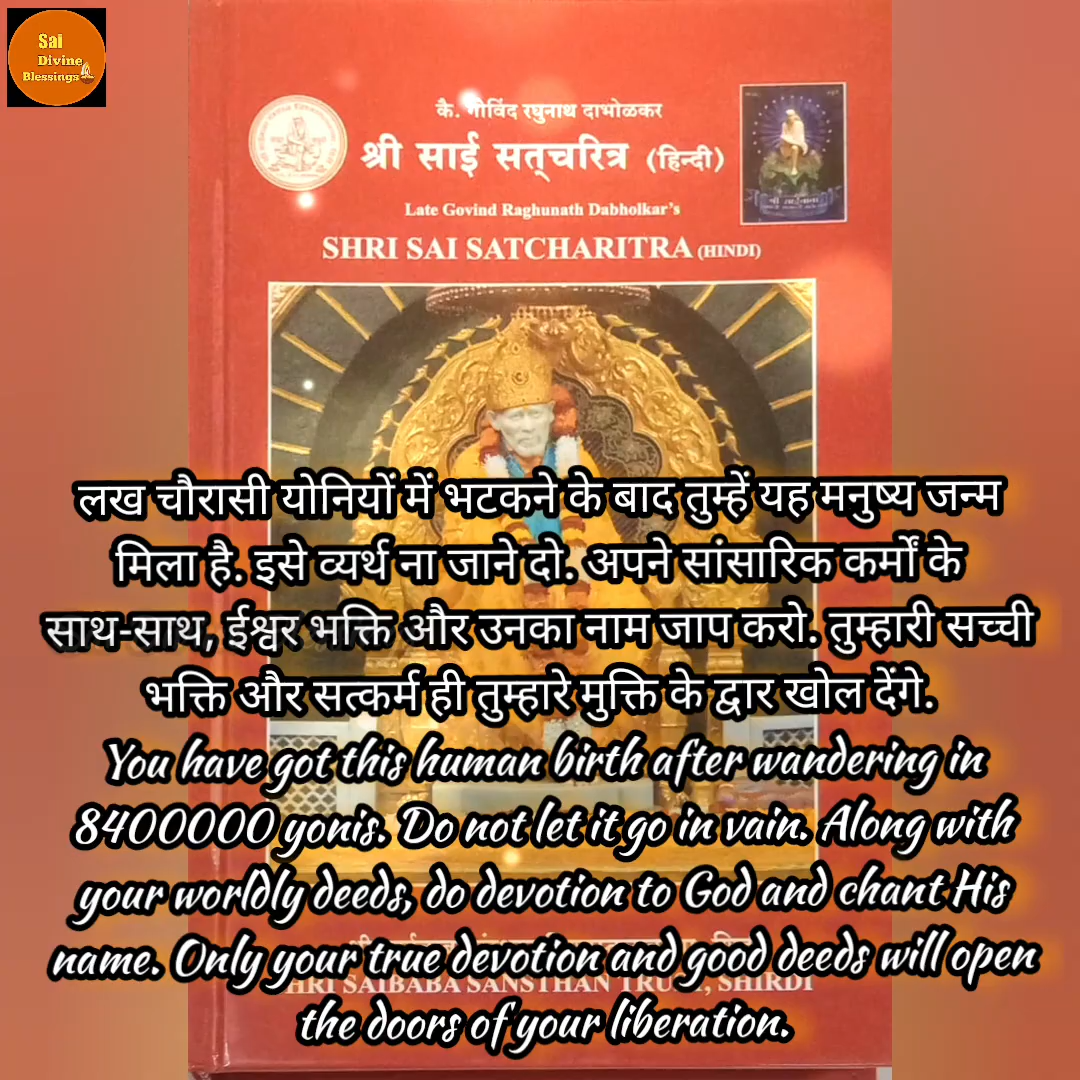 Sai
Divine
Blessings
कै. गोविंद रघुनाथ दाभोळकर
श्री साई सत्‌चरित्र (हिन्दी)
Late Govind Raghunath Dabholkar's
SHRI SAI SATCHARITRA (HINDI)
लख चौरासी योनियों में भटकने के बाद तुम्हें यह मनुष्य जन्म
मिला है. इसे व्यर्थ ना जाने दो. अपने सांसारिक कर्मों के
साथ-साथ, ईश्वर भक्ति और उनका नाम जाप करो. तुम्हारी सच्ची
भक्ति और सत्कर्म ही तुम्हारे मुक्ति के द्वार खोल देंगे.
You have got this human birth after wandering in
8400000 yonis. Do not let it go in vain. Along with
your worldly deeds, do devotion to God and chant His
name. Only your true devotion and good deeds will open
SHRI SAIBABA SANSTHAN TRUST, SHIRDI
the doors of your liberation.